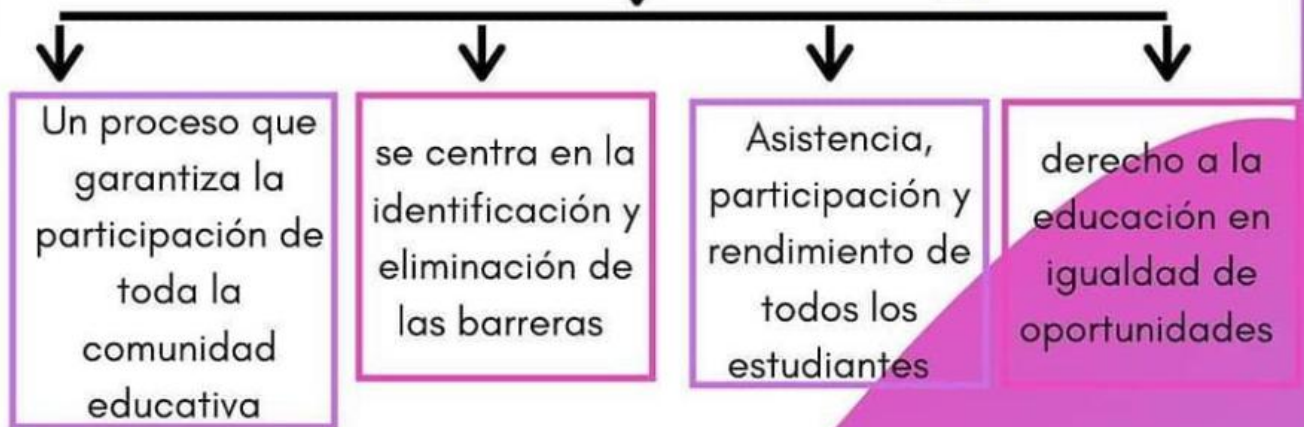 Un proceso que
garantiza la
participación de
toda la
comunidad
educativa
se centra en la
identificación y
eliminación de
las barreras
Asistencia,
participación y
rendimiento de
todos los
estudiantes
derecho a la
educación en
igualdad de
oportunidades